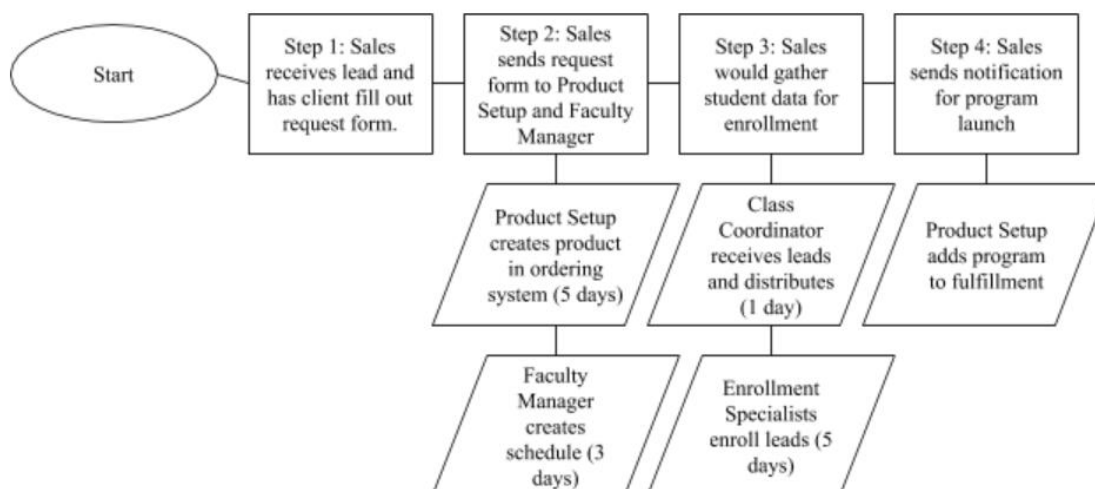 Start
Step 1: Sales
receives lead and
has client fill out
request form.
Step 2: Sales
sends request
form to Product
Setup and Faculty
Manager
Step 3: Sales
would gather
student data for
enrollment
Step 4: Sales
sends notification
for program
launch
Product Setup
creates product
in ordering
system (5 days)
Class
Coordinator
receives leads
and distributes
(1 day)
Product Setup
adds program
to fulfillment
Faculty
Manager
creates
schedule (3
days)
Enrollment
Specialists
enroll leads (5
days)